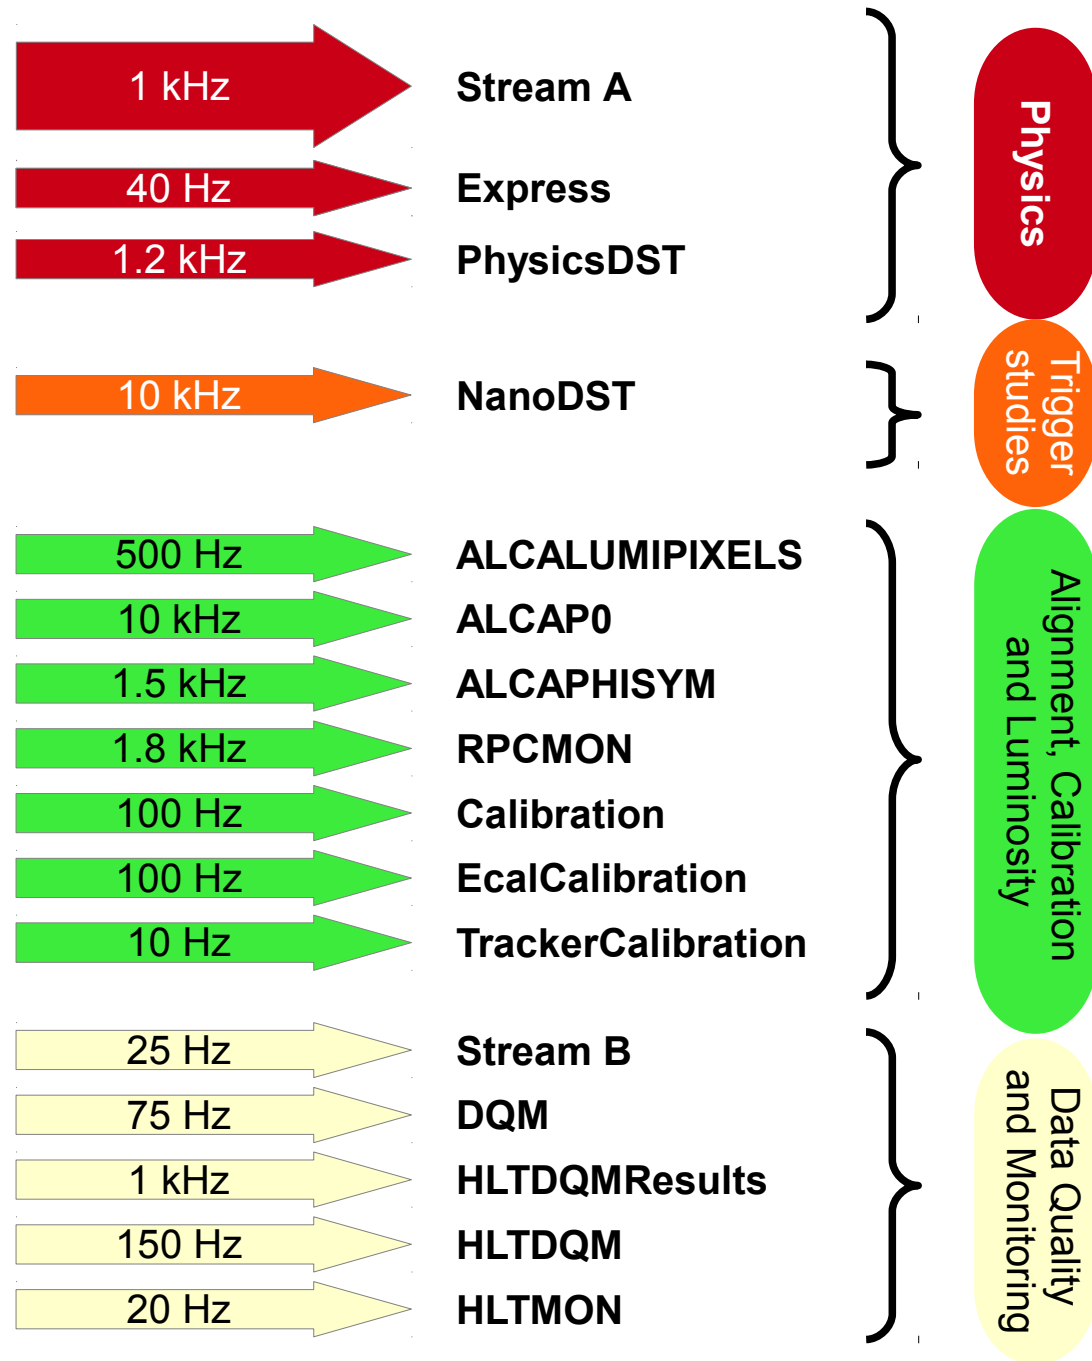 1 kHz Stream A
40 Hz Express
1.2 kHz PhysicsDST
Physics
10 kHz NanoDST
Trigger
studies
500 Hz ALCALUMIPIXELS
10 kHz ALCAP0
1.5 kHz ALCAPHISYM
1.8 kHz RPCMON
100 Hz Calibration
100 Hz EcalCalibration
10 Hz TrackerCalibration
Alignment, Calibration
and Luminosity
25 Hz Stream B
75 Hz DQM
1 kHz HLTDQMResults
150 Hz HLTDQM
20 Hz HLTMON
Data Quality
and Monitoring